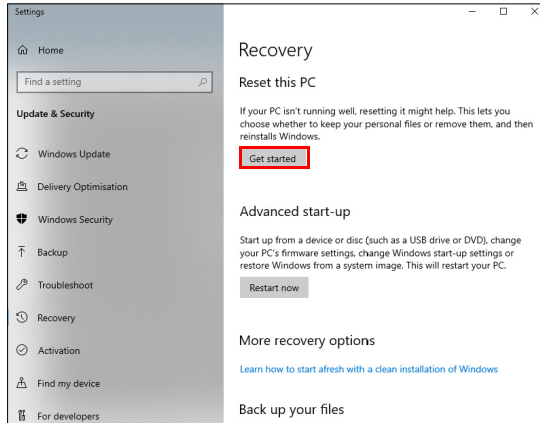 Settings
Home
Find a setting
Update & Security
Windows Update
Delivery Optimisation
Windows Security
Backup
Troubleshoot
Recovery
Activation
Find my device
For developers
Recovery
Reset this PC
If your PC isn't running well, resetting it might help. This lets you
choose whether to keep your personal files or remove them, and then
reinstalls Windows.
Get started
Advanced start-up
Start up from a device or disc (such as a USB drive or DVD), change
your PC's firmware settings, change Windows start-up settings or
restore Windows from a system image. This will restart your PC.
Restart now
More recovery options
Learn how to start afresh with a clean installation of Windows
Back up your files